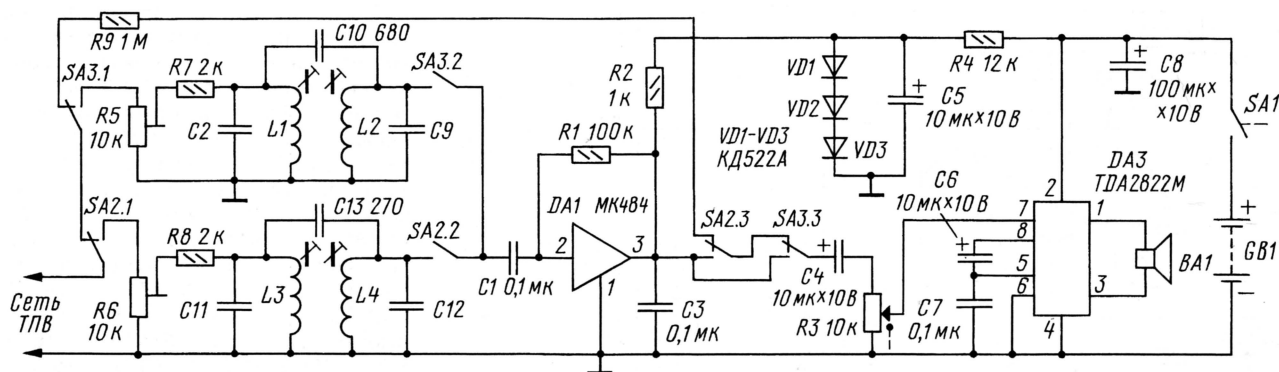 R9 1 М
SA3.1
R7 2 к
R5
10 к
C2
C10 680
L1
L2
SA3.2
C9
SA2.1
R8 2 к
R6
10 к
C11
C13 270
L3
L4
SA2.2
C12
Сеть
ТПВ
C1 0,1 мк
R2
1 к
R1 100 к
DA1 МК484
2
3
1
C3
0,1 мк
VD1
VD2
VD3
VD1-VD3
КД522А
C5
10 мк×10 В
R4 12 к
SA2.3
SA3.3
+
C4
10 мк×10 В
R3 10 к
C6
10 мк×10 В
+
C7
0,1 мк
+
C8
100 мк×
×10 В
SA1
DA3
TDA2822M
7
8
5
6
2
1
3
4
BA1
+
GB1
−
+